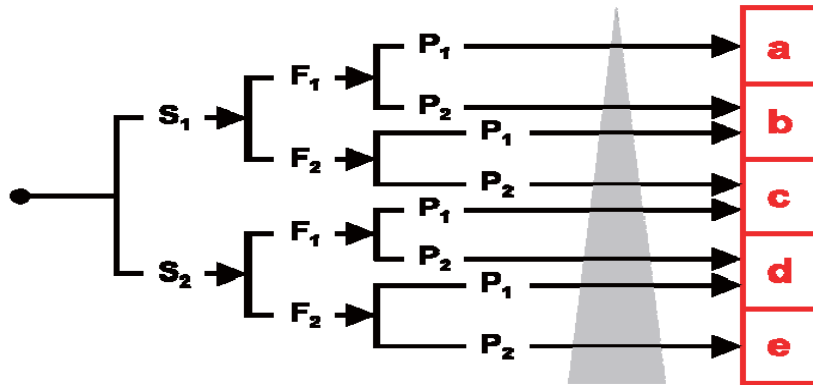 P₁
a
F₁
P₂
b
S₁
P₁
F₂
P₂
c
P₁
F₁
P₂
d
S₂
P₁
F₂
P₂
e